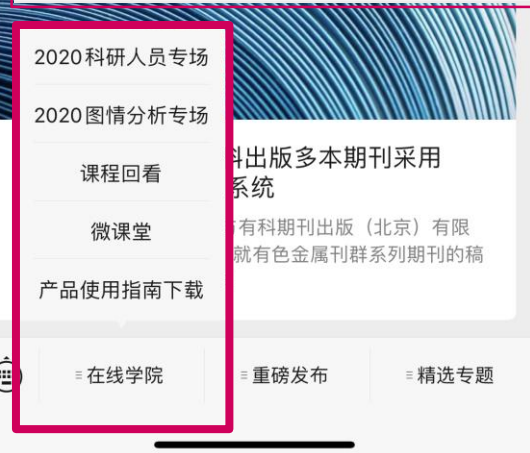 2020科研人员专场
2020图情分析专场
课程回看
微课堂
产品使用指南下载
出版多本期刊采用
系统
有科期刊出版（北京）有限
就有色金属刊群系列期刊的稿
在线学院
重磅发布
精选专题